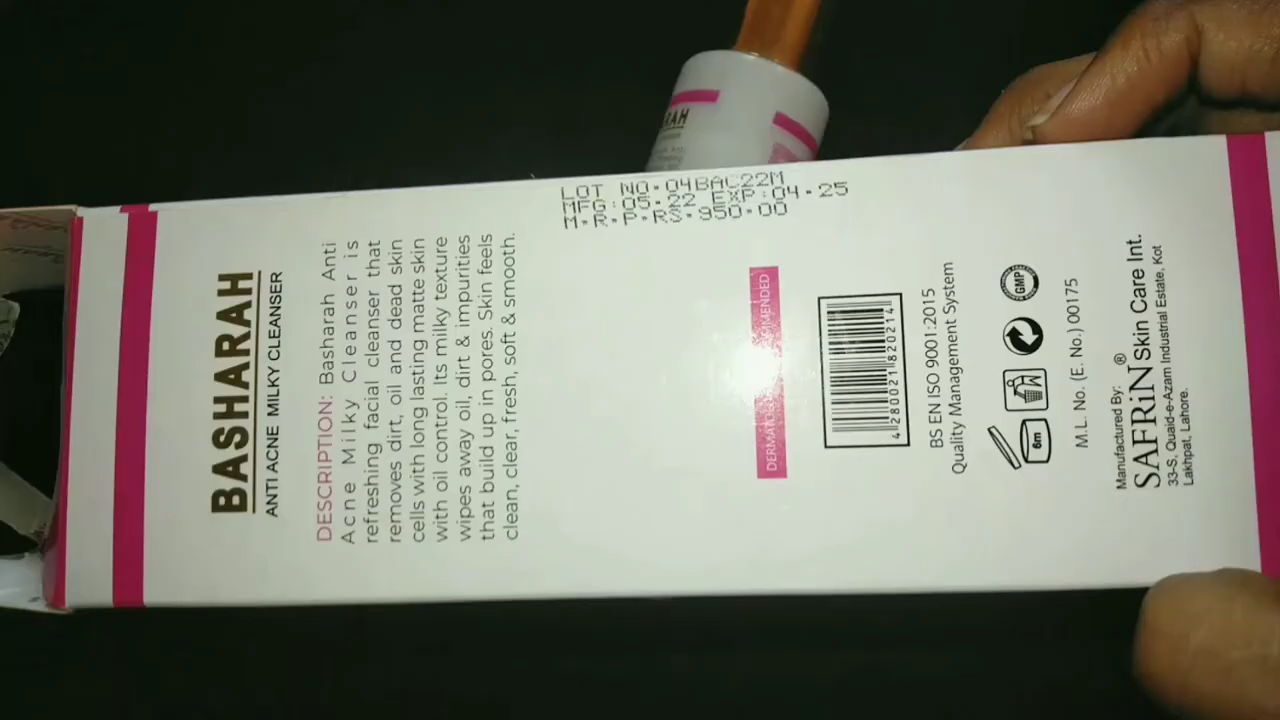 BASHARAH
ANTI ACNE MILKY CLEANSER
DESCRIPTION: Basharah Anti
Acne Milky Cleanser is
refreshing facial cleanser that
removes dirt, oil and dead skin
cells with long lasting matte skin
with oil control. Its milky texture
wipes away oil, dirt & impurities
that build up in pores. Skin feels
clean, clear, fresh, soft & smooth.
LOT NO.04BAC22M
MFG:05.22 EXP:04.25
M.R.P.RS.950.00
4 280021 820214
BS EN ISO 9001:2015
Quality Management System
6m
GMP
M.L. No. (E. No.) 00175
Manufactured By:
SAFRiN® Skin Care Int.
33-S, Quaid-e-Azam Industrial Estate, Kot
Lakhpat, Lahore.